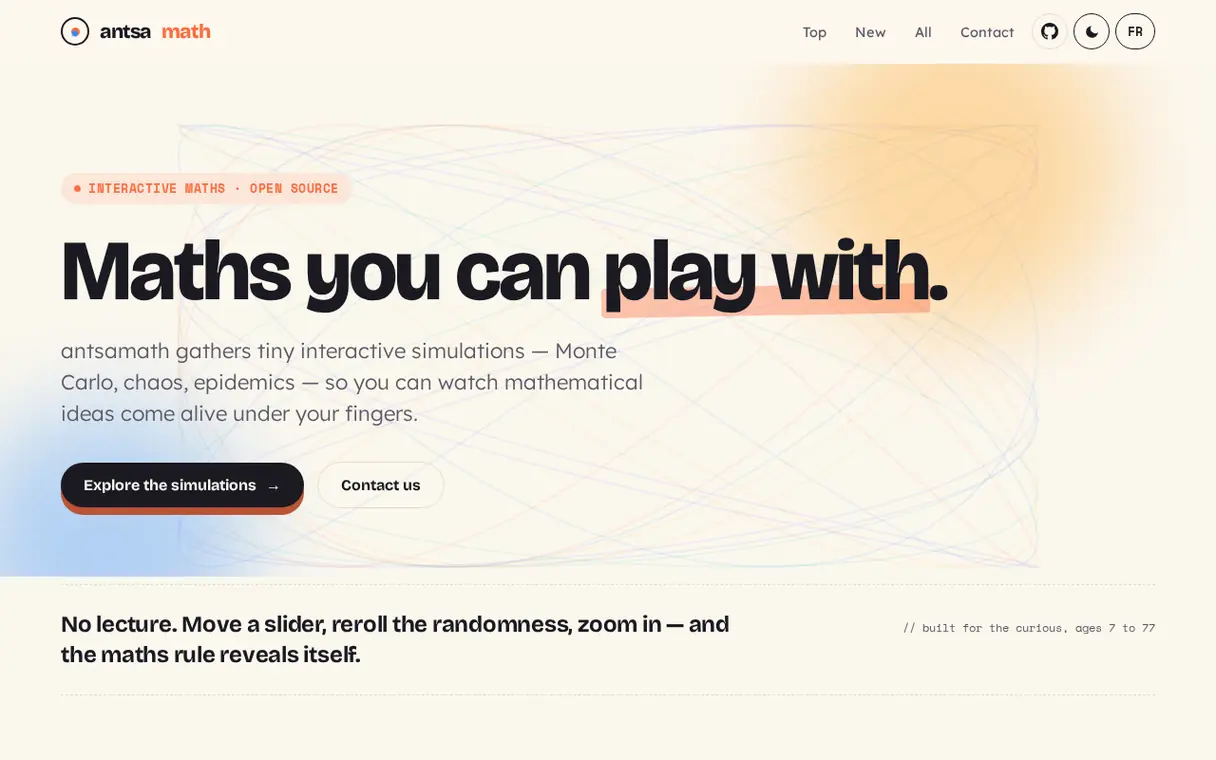 antsa math
Top New All Contact FR
INTERACTIVE MATHS · OPEN SOURCE
Maths you can play with.
antsamath gathers tiny interactive simulations — Monte
Carlo, chaos, epidemics — so you can watch mathematical
ideas come alive under your fingers.
Explore the simulations →
Contact us
No lecture. Move a slider, reroll the randomness, zoom in — and
the maths rule reveals itself.
// built for the curious, ages 7 to 77